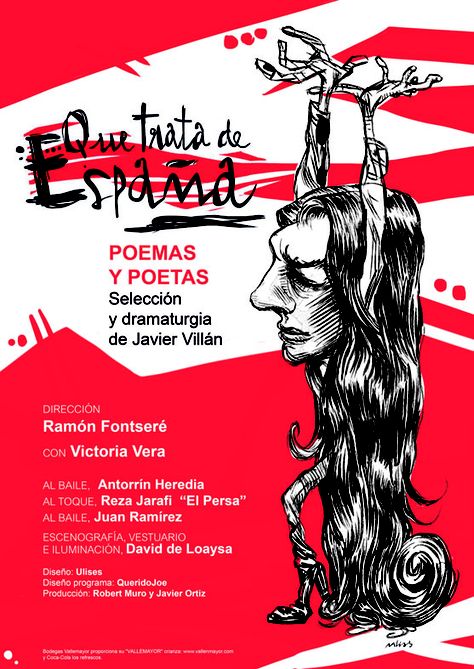 Que trata de
España
POEMAS
Y POETAS
Selección
y dramaturgia
de Javier Villán
DIRECCIÓN
Ramón Fontseré
CON Victoria Vera
AL BAILE, Antorrín Heredia
AL TOQUE, Reza Jarafi "El Persa"
AL BAILE, Juan Ramírez
ESCENOGRAFÍA, VESTUARIO
E ILUMINACIÓN, David de Loaysa
Diseño: Ulises
Diseño programa: QueridoJoe
Producción: Robert Muro y Javier Ortiz
Bodegas Vallemayor proporciona su "VALLEMAYOR" crianza: www.vallenmayor.com
y Coca-Cola los refrescos.